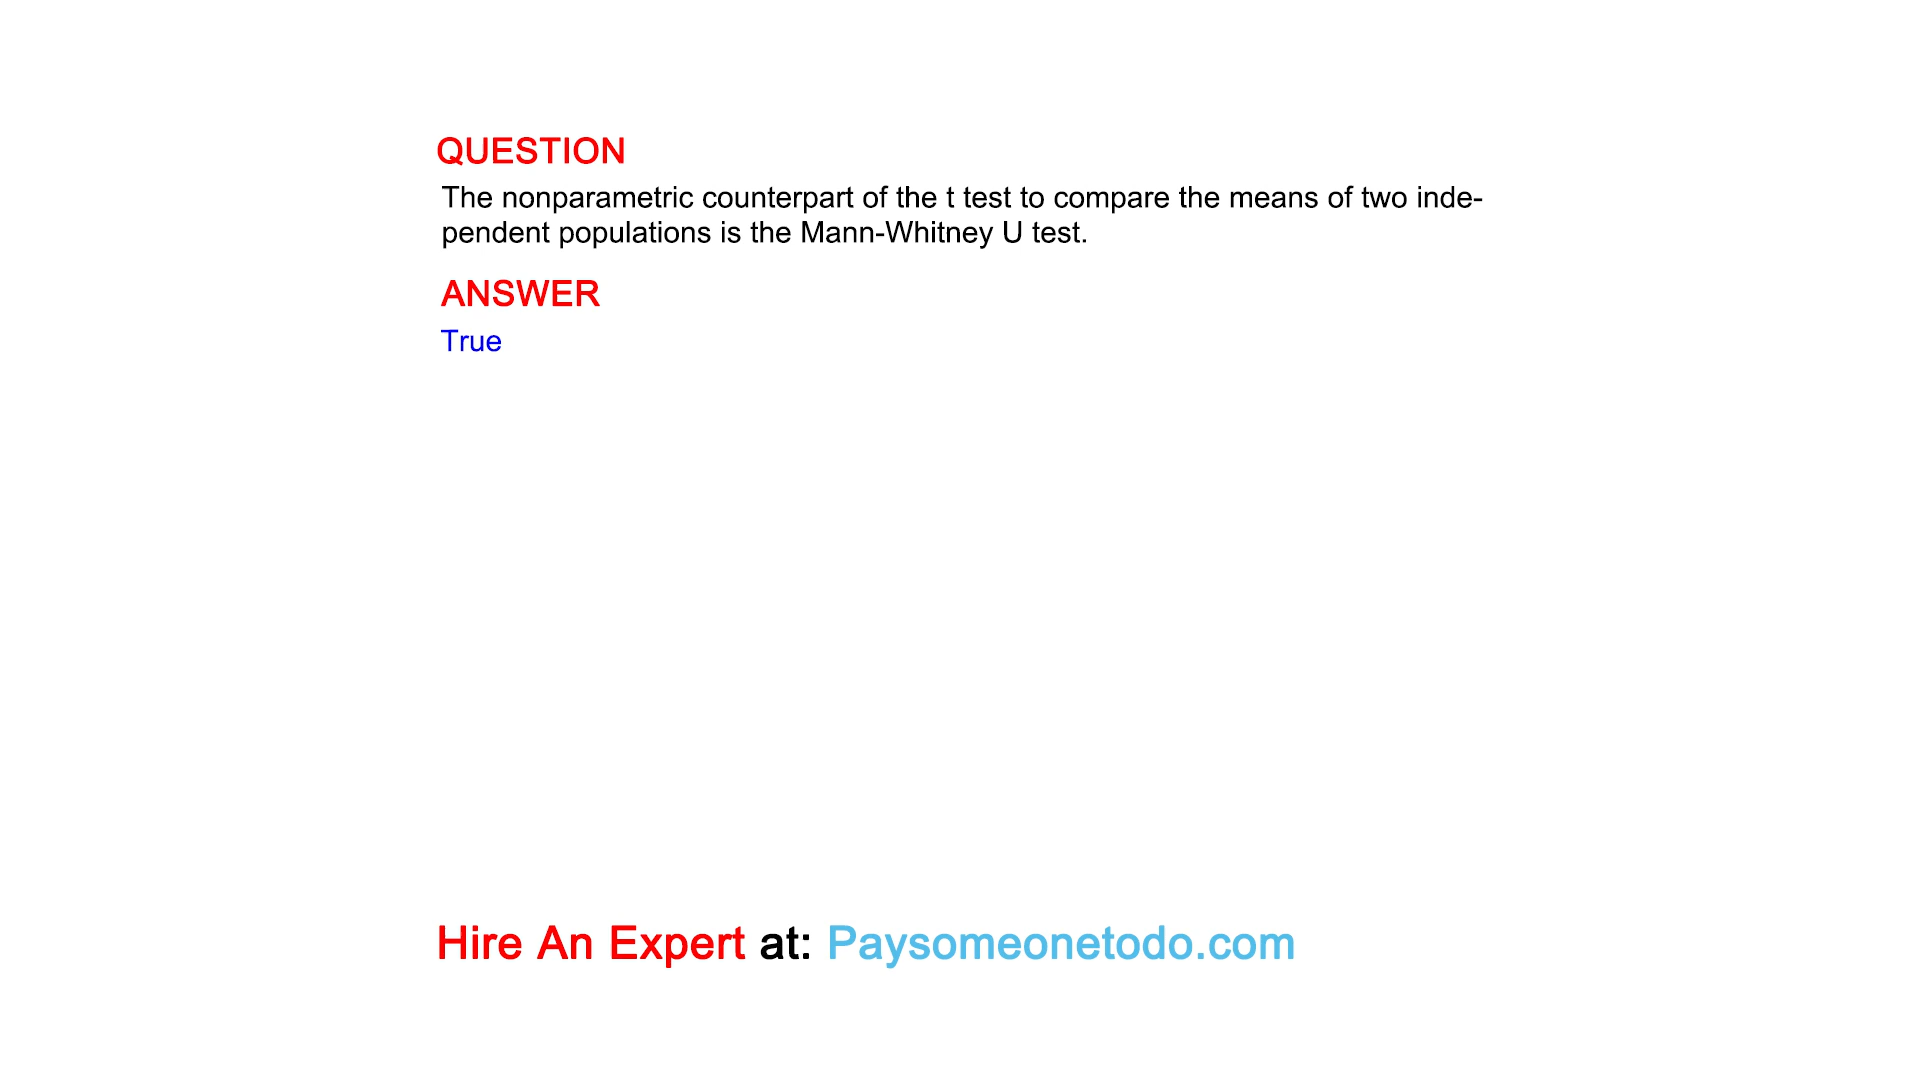 QUESTION
The nonparametric counterpart of the t test to compare the means of two inde-
pendent populations is the Mann-Whitney U test.
ANSWER
True
Hire An Expert at: Paysomeonetodo.com